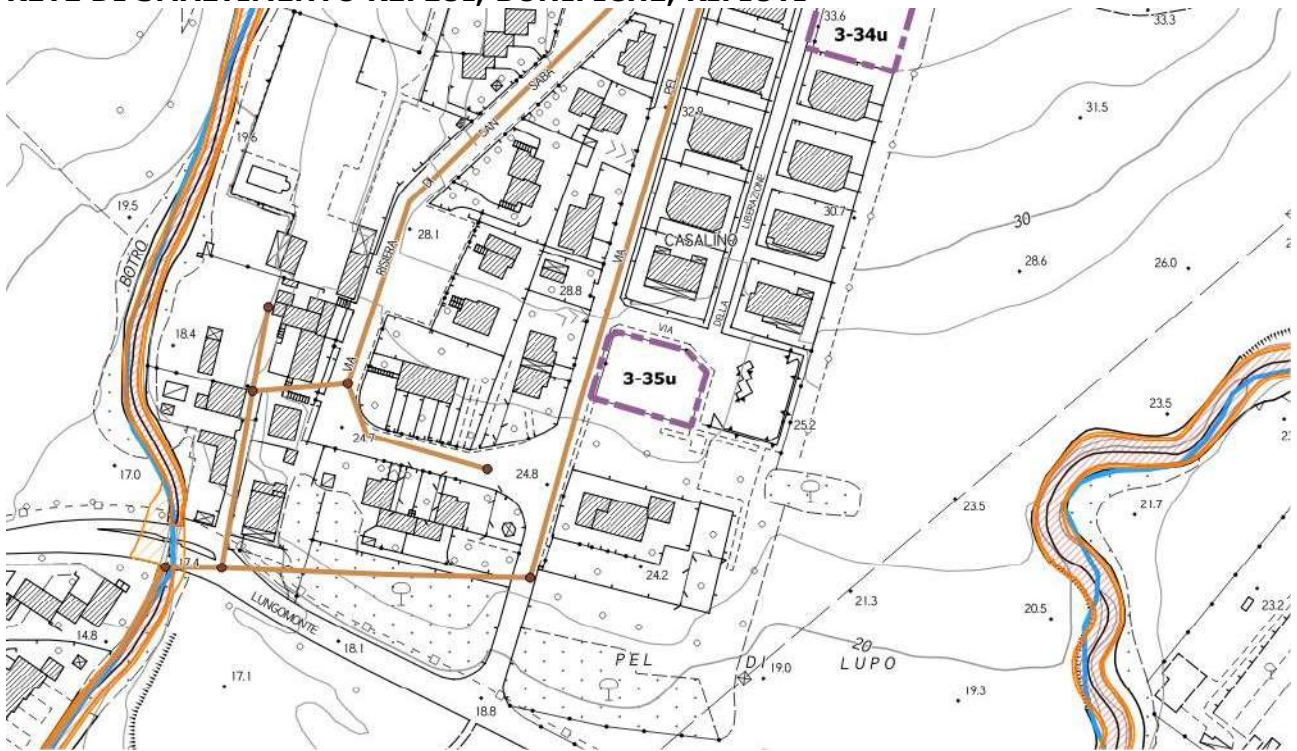 33.6
3-34u
33.3
SABA
PEL
31.5
SAN
32.9
19.6
LIBERAZIONE
19.5
30.7
30
28.1
CASALINO
BOTRO
VIA
RISIERA
28.6
26.0
28.8
DELLA
VIA
18.4
VIA
3-35u
23.5
25.2
24.7
17.0
24.8
23.5
21.7
17.4
24.2
21.3
20.5
23.2
LUNGOMONTE
14.8
18.1
20
PEL DI LUPO
19.0
17.1
19.3
18.8